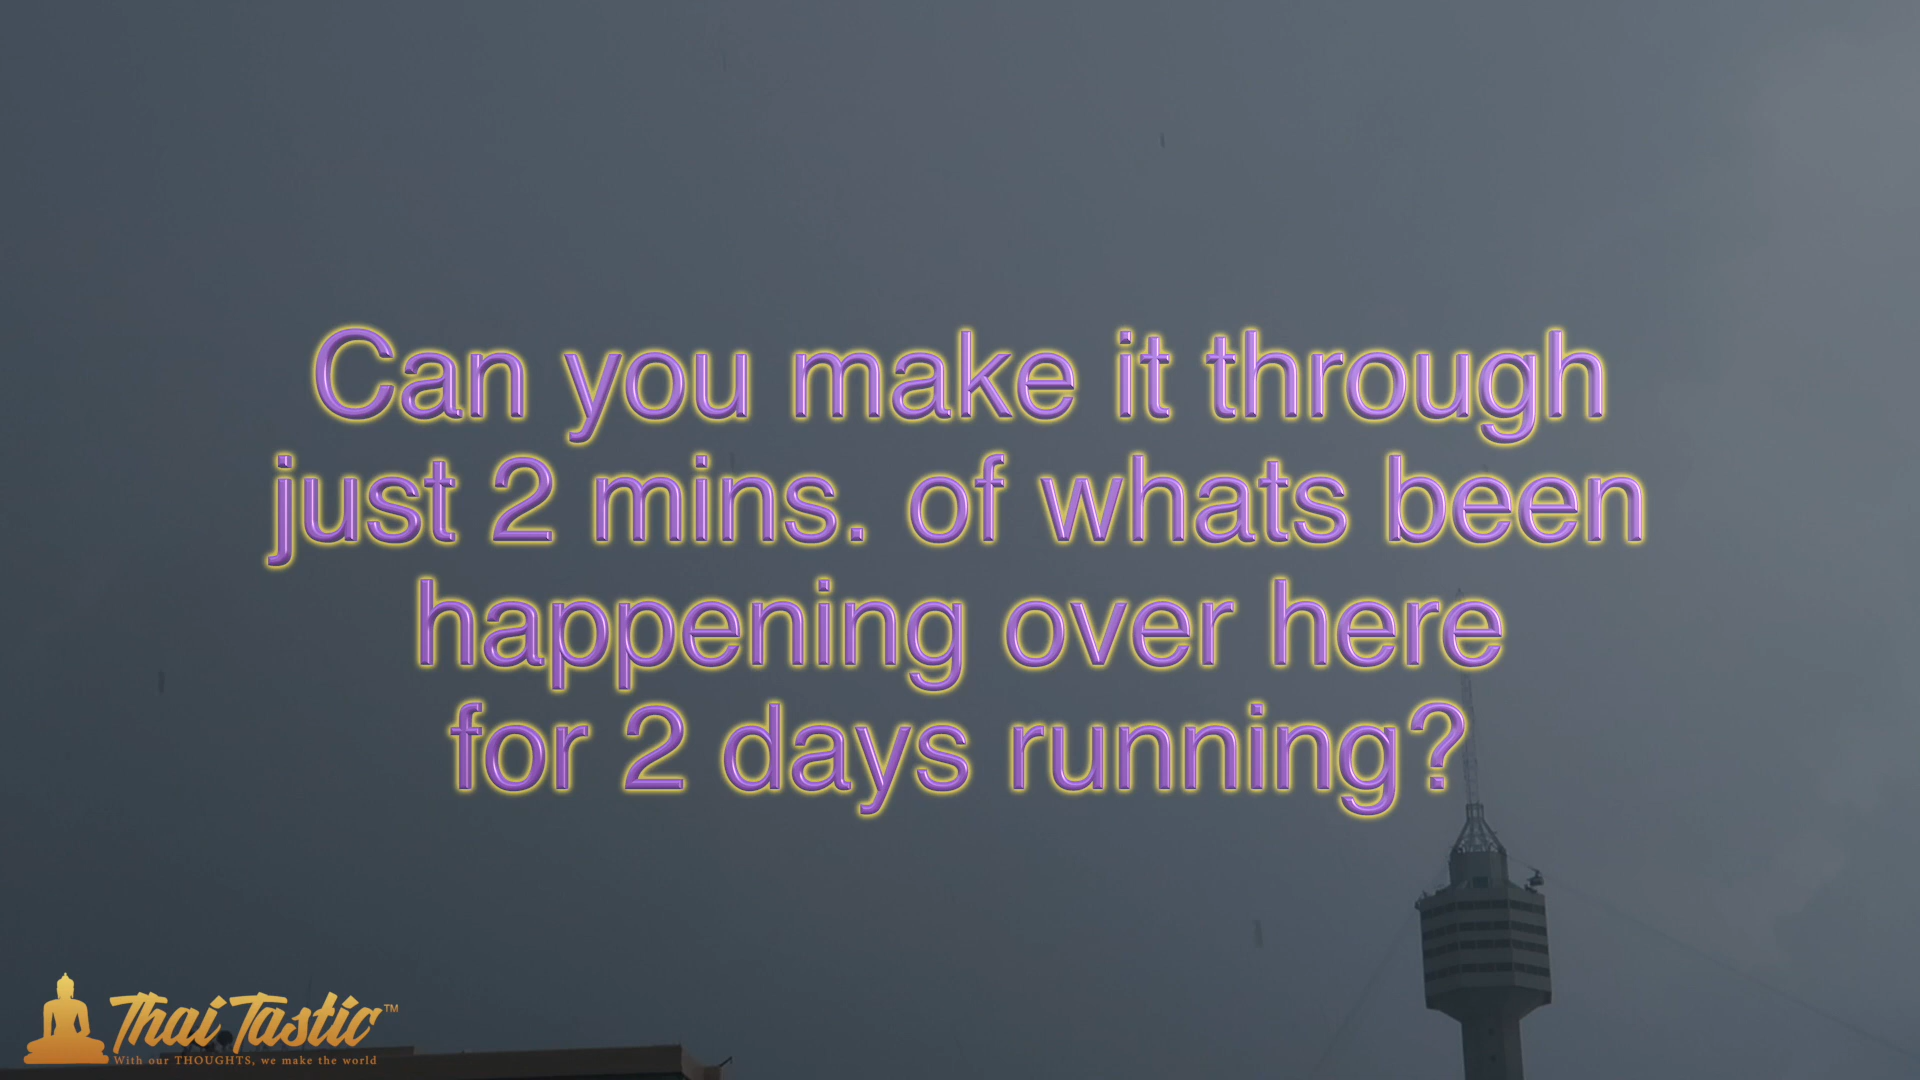 Can you make it through
just 2 mins. of whats been
happening over here
for 2 days running?
Thai Tastic™
With our THOUGHTS, we make the world